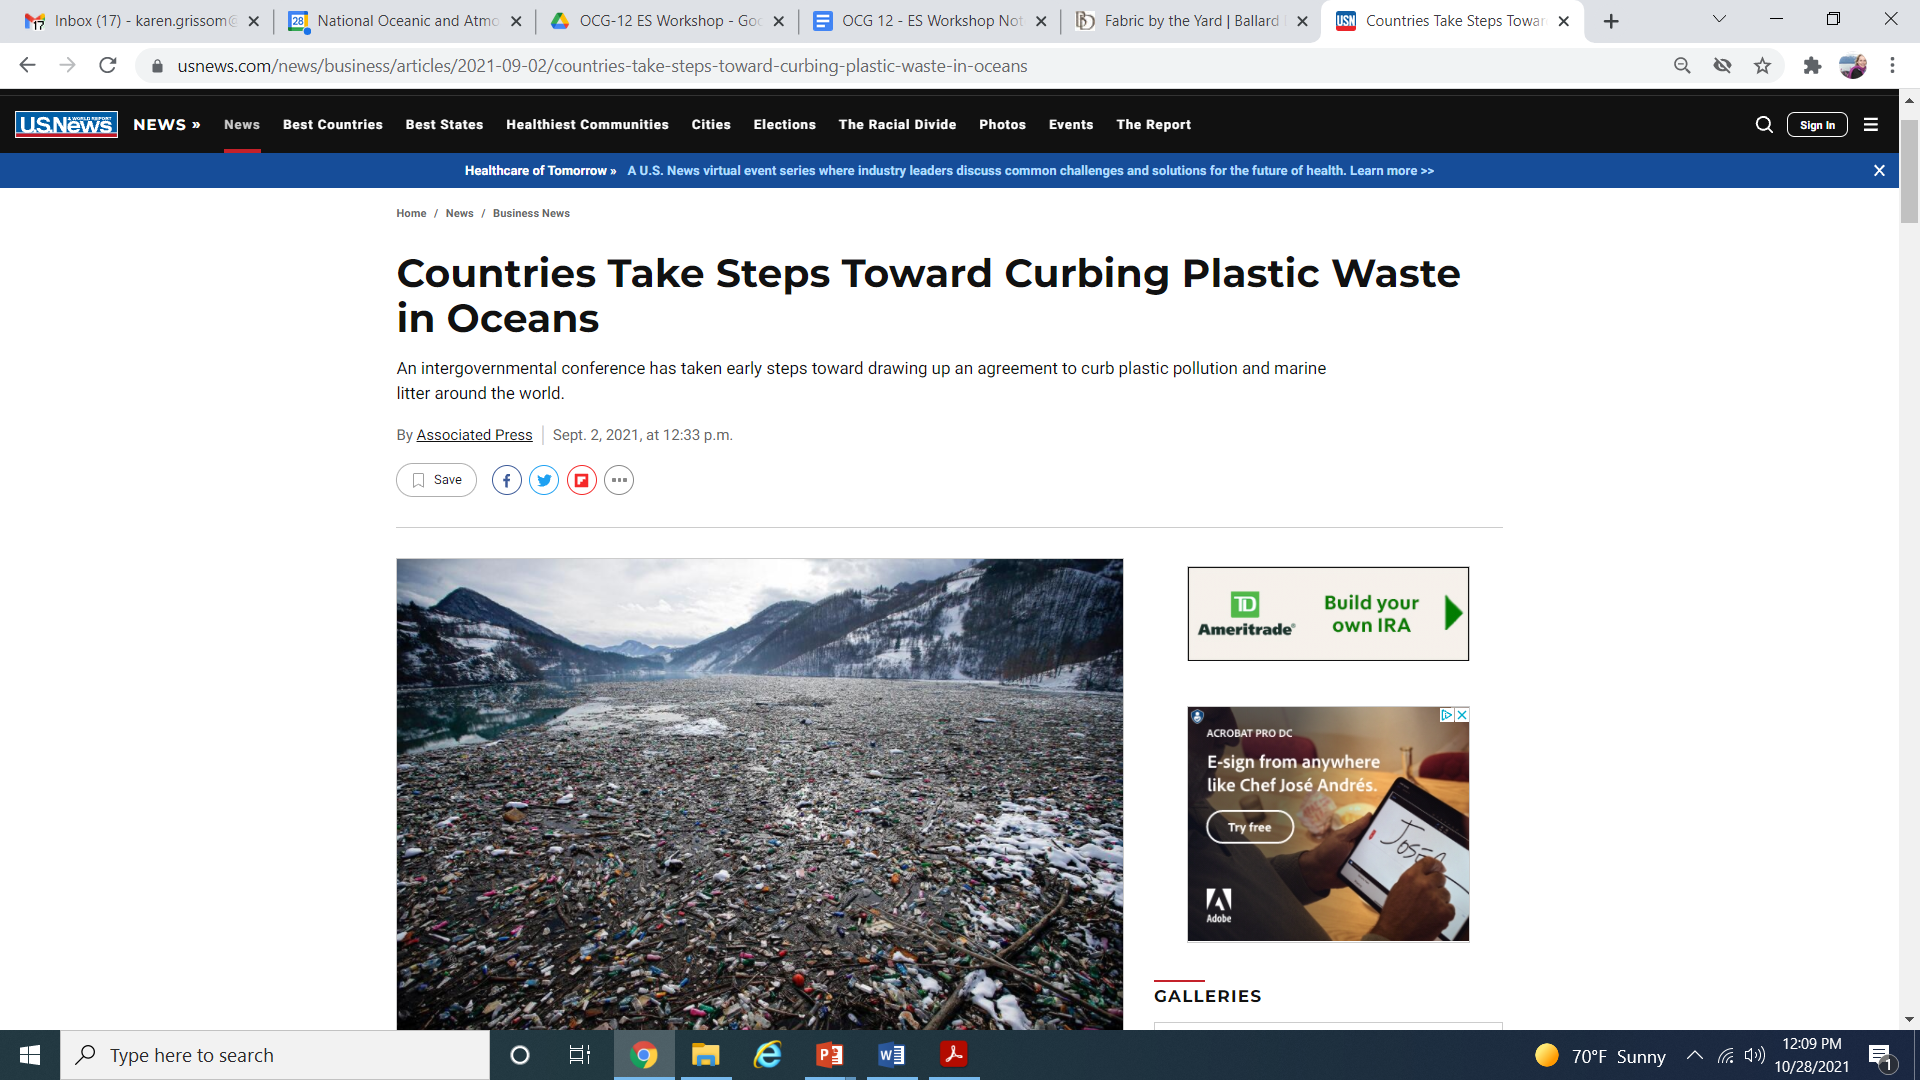 Inbox (17) - karen.grissom@
National Oceanic and Atmo
OCG-12 ES Workshop - Goo
OCG 12 - ES Workshop Not
Fabric by the Yard | Ballard
Countries Take Steps Towar
usnews.com/news/business/articles/2021-09-02/countries-take-steps-toward-curbing-plastic-waste-in-oceans
U.S.News NEWS » News Best Countries Best States Healthiest Communities Cities Elections The Racial Divide Photos Events The Report Sign In
Healthcare of Tomorrow » A U.S. News virtual event series where industry leaders discuss common challenges and solutions for the future of health. Learn more >>
Home / News / Business News
Countries Take Steps Toward Curbing Plastic Waste
in Oceans
An intergovernmental conference has taken early steps toward drawing up an agreement to curb plastic pollution and marine
litter around the world.
By Associated Press | Sept. 2, 2021, at 12:33 p.m.
Save
TD
Ameritrade
Build your
own IRA
ACROBAT PRO DC
E-sign from anywhere
like Chef José Andrés.
Try free
JOSÉ
Adobe
GALLERIES
Type here to search
70°F Sunny
12:09 PM
10/28/2021
1